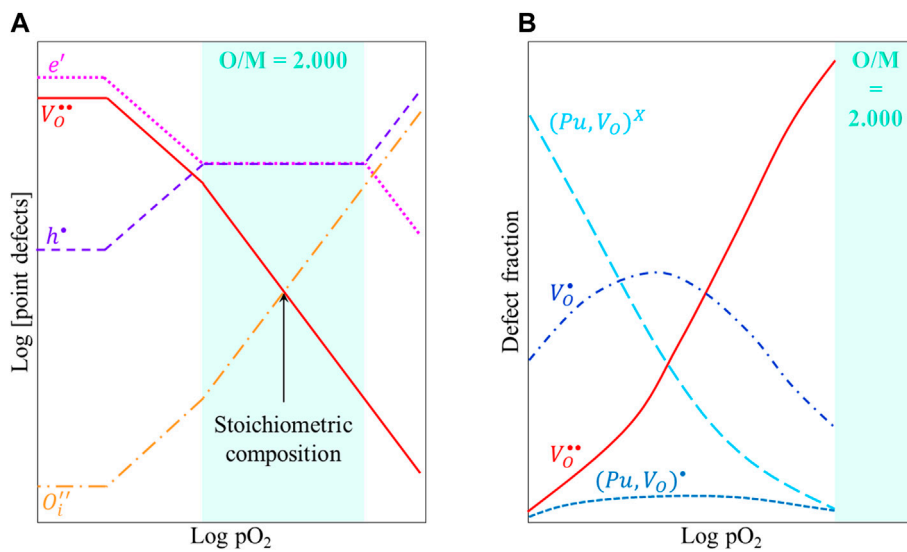 A
O/M = 2.000
e′
V_O^••
h^•
O_i″
Stoichiometric
composition
Log [point defects]
Log pO₂
B
O/M
=
2.000
(Pu, V_O)^X
V_O^•
V_O^••
(Pu, V_O)^•
Defect fraction
Log pO₂